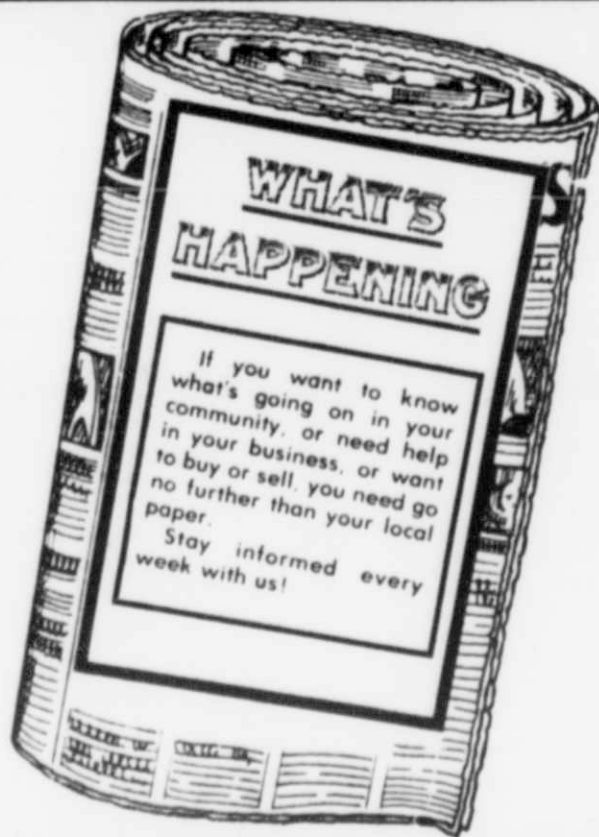 WHAT'S
HAPPENING
If you want to know
what's going on in your
community, or need help
in your business, or want
to buy or sell, you need go
no further than your local
paper.
Stay informed every
week with us!
S